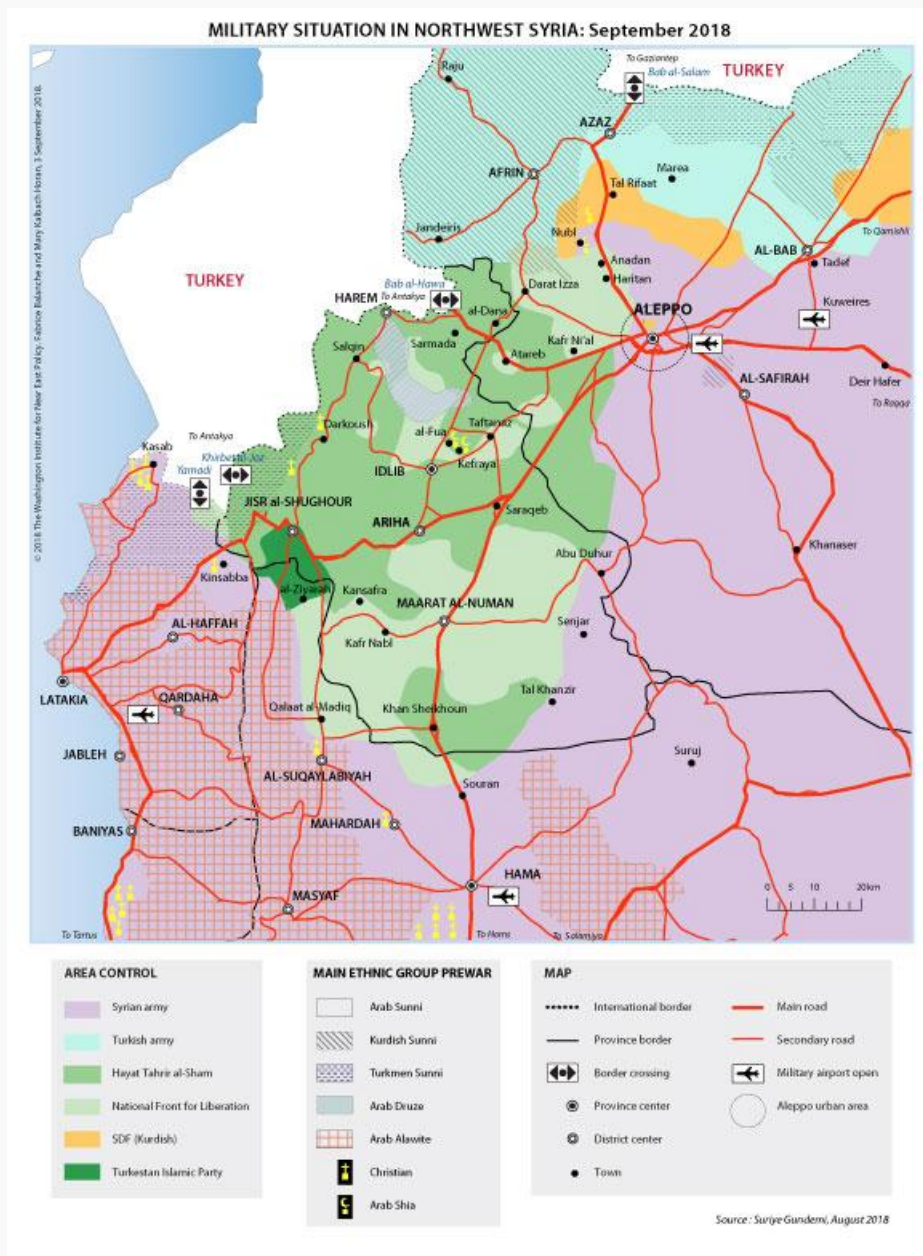 MILITARY SITUATION IN NORTHWEST SYRIA: September 2018
© 2018 The Washington Institute for Near East Policy. Fabrice Balanche and Mary Kalbach Horan, 3 September 2018.
To Gaziantep
Bab al-Salam
TURKEY
Raju
AZAZ
Marea
AFRIN
Tal Rifaat
Jandeiris
Nubl
AL-BAB
To Qamishli
Tadef
Anadan
Haritan
TURKEY
Bab al-Hawa
To Antakya
HAREM
Darat Izza
ALEPPO
Kuweires
al-Dana
Sarmada
Kafr Ni'al
Atareb
Salqin
AL-SAFIRAH
Deir Hafer
To Raqqa
Darkoush
al-Fua
Taftanaz
Kefraya
To Antakya
Kasab
Khirbet al-Joz
Yamadi
IDLIB
JISR al-SHUGHOUR
ARIHA
Saraqeb
Khanaser
Abu Duhur
Kinsabba
al-Ziyarah
Kansafra
MAARAT AL-NUMAN
AL-HAFFAH
Kafr Nabl
Senjar
LATAKIA
QARDAHA
Qalaat al-Madiq
Khan Sheikhoun
Tal Khanzir
JABLEH
AL-SUQAYLABIYAH
Suruj
Souran
BANIYAS
MAHARDAH
HAMA
MASYAF
0 5 10 20km
To Tartus
To Homs
To Salamiya
AREA CONTROL
Syrian army
Turkish army
Hayat Tahrir al-Sham
National Front for Liberation
SDF (Kurdish)
Turkestan Islamic Party
MAIN ETHNIC GROUP PREWAR
Arab Sunni
Kurdish Sunni
Turkmen Sunni
Arab Druze
Arab Alawite
Christian
Arab Shia
MAP
International border
Province border
Border crossing
Province center
District center
Town
Main road
Secondary road
Military airport open
Aleppo urban area
Source : Suriye Gundemi, August 2018